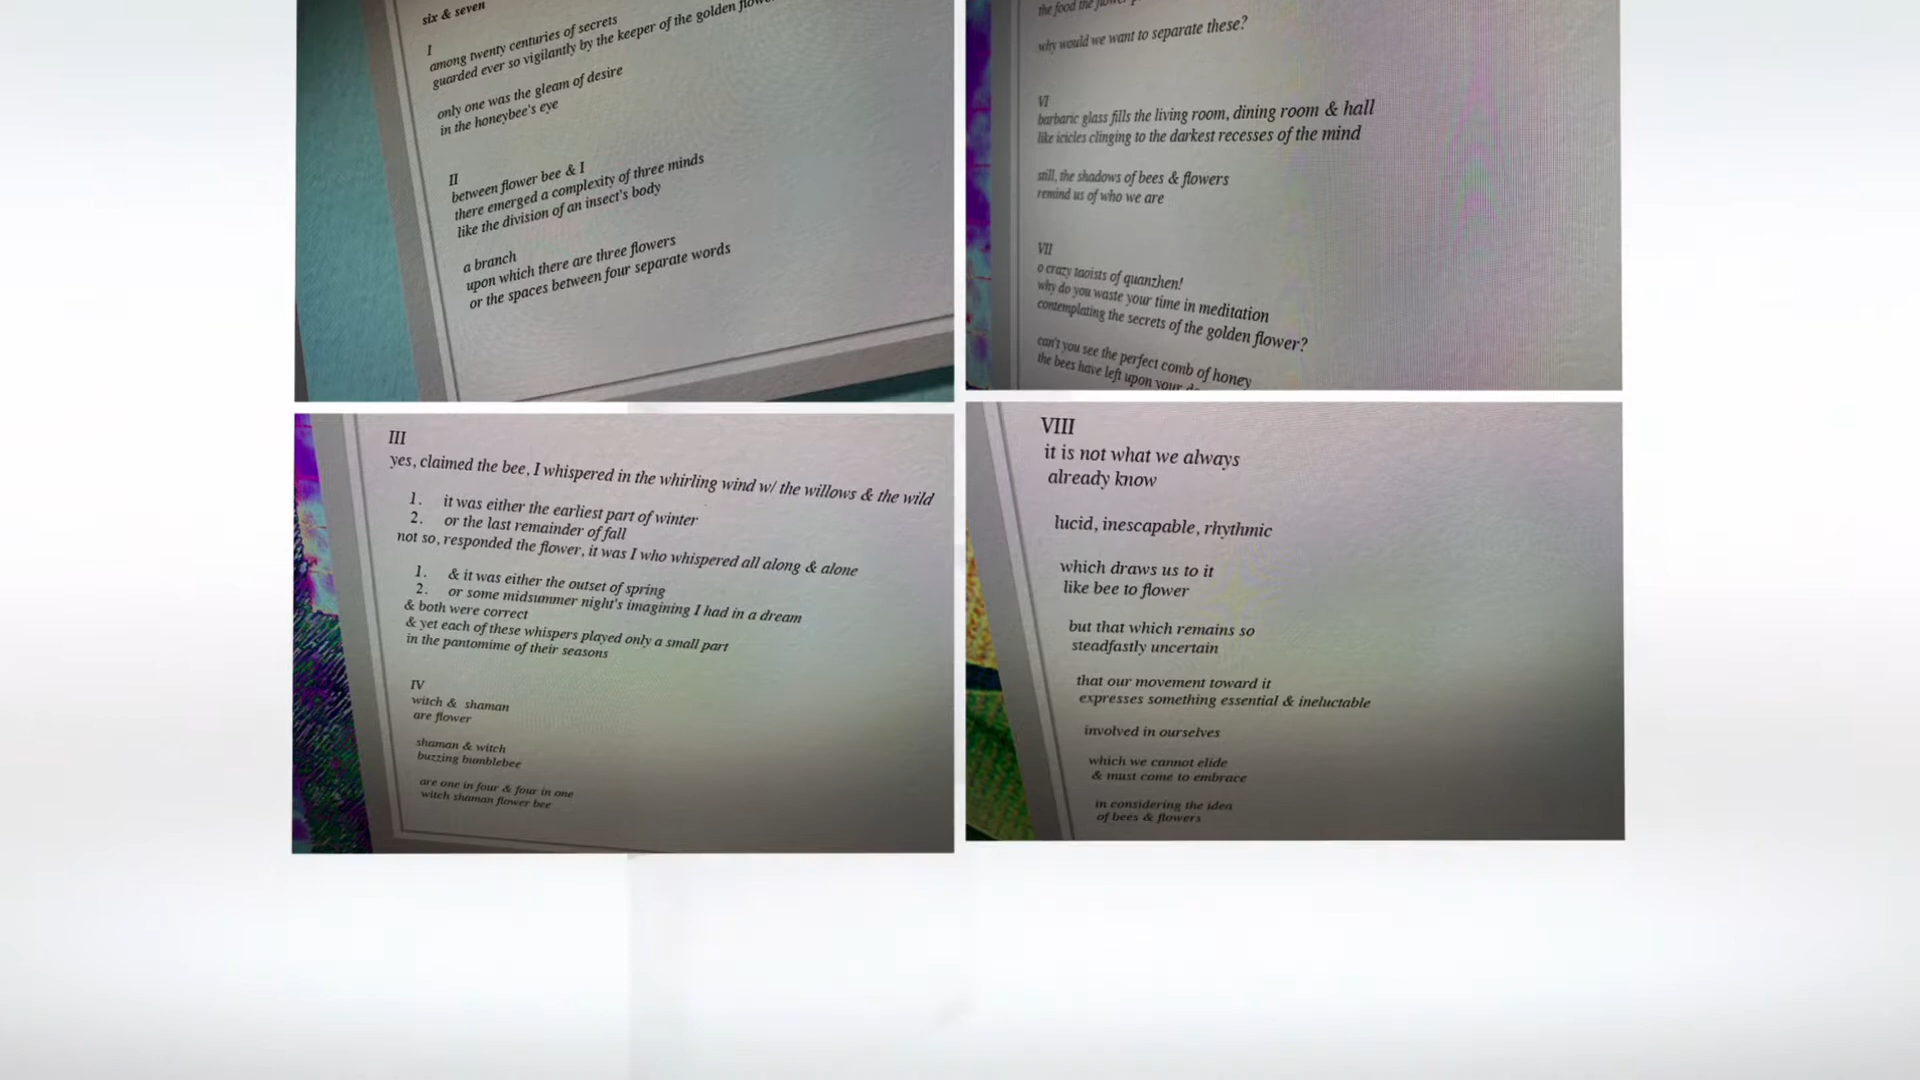 six & seven
I
among twenty centuries of secrets
guarded ever so vigilantly by the keeper of the golden
only one was the gleam of desire
in the honeybee's eye
II
between flower bee & I
there emerged a complexity of three minds
like the division of an insect's body
a branch
upon which there are three flowers
or the spaces between four separate words
III
yes, claimed the bee, I whispered in the whirling wind w/ the willows & the wild
1. it was either the earliest part of winter
2. or the last remainder of fall
not so, responded the flower, it was I who whispered all along & alone
1. & it was either the outset of spring
2. or some midsummer night's imagining I had in a dream
& both were correct
& yet each of these whispers played only a small part
in the pantomime of their seasons
IV
witch & shaman
are flower
shaman & witch
buzzing bumblebee
are one in four & four in one
witch shaman flower bee
the food the
why would we want to separate these?
VI
barbaric glass fills the living room, dining room & hall
like icicles clinging to the darkest recesses of the mind
still, the shadows of bees & flowers
remind us of who we are
VII
o crazy taoists of quanzhen!
why do you waste your time in meditation
contemplating the secrets of the golden flower?
can't you see the perfect comb of honey
the bees have left upon your
VIII
it is not what we always
already know
lucid, inescapable, rhythmic
which draws us to it
like bee to flower
but that which remains so
steadfastly uncertain
that our movement toward it
expresses something essential & ineluctable
involved in ourselves
which we cannot elide
& must come to embrace
in considering the idea
of bees & flowers